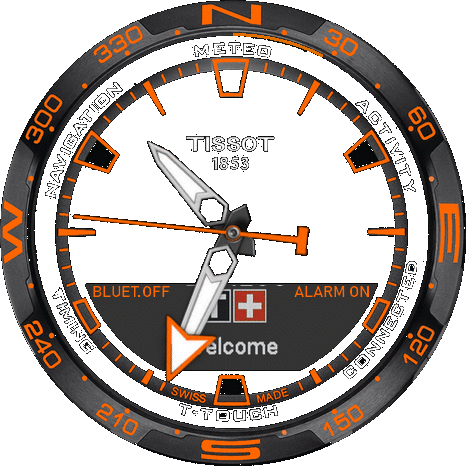 N
30
60
E
120
150
S
210
240
W
300
330
METEO
ACTIVITY
CONNECTED
T-TOUCH
TIMING
NAVIGATION
TISSOT
1853
BLUET.OFF
ALARM ON
T
elcome
SWISS MADE